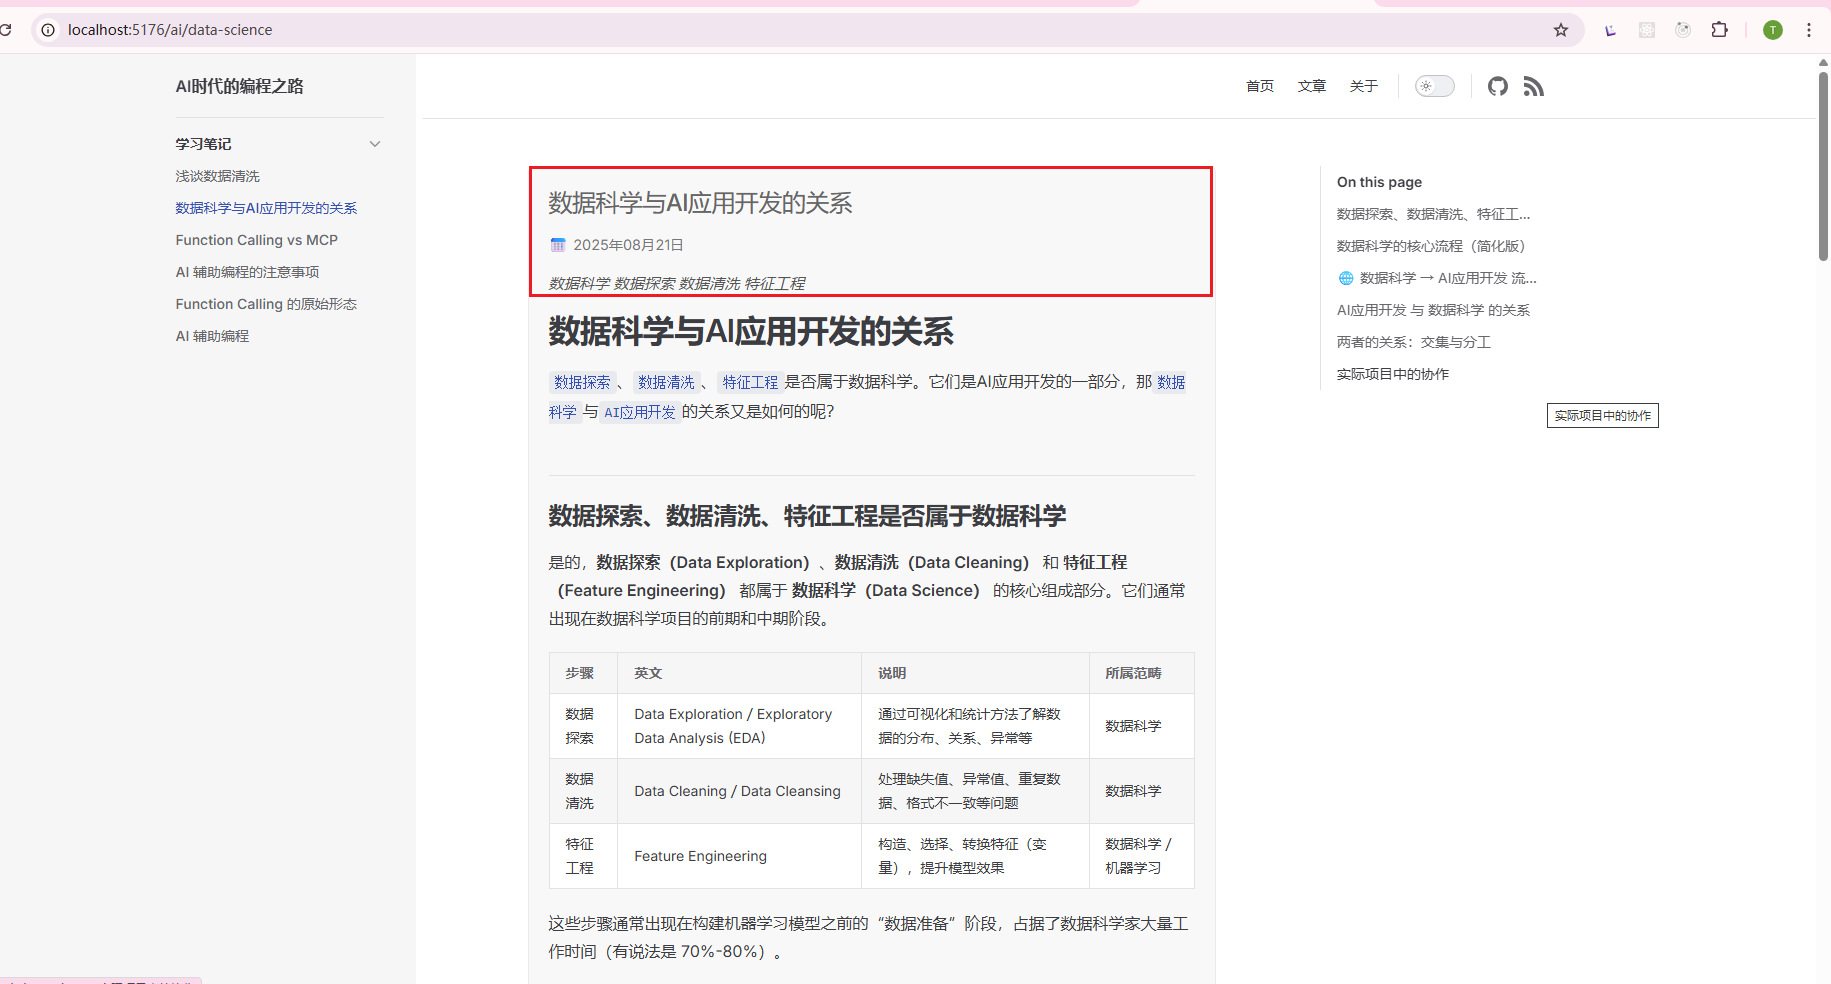 localhost:5176/ai/data-science
T
AI时代的编程之路
首页
文章
关于
学习笔记
浅谈数据清洗
数据科学与AI应用开发的关系
Function Calling vs MCP
AI 辅助编程的注意事项
Function Calling 的原始形态
AI 辅助编程
数据科学与AI应用开发的关系
2025年08月21日
数据科学 数据探索 数据清洗 特征工程
数据科学与AI应用开发的关系
数据探索、数据清洗、特征工程是否属于数据科学。它们是AI应用开发的一部分，那数据
科学与AI应用开发的关系又是如何的呢？
数据探索、数据清洗、特征工程是否属于数据科学
是的，数据探索（Data Exploration）、数据清洗（Data Cleaning） 和 特征工程
（Feature Engineering） 都属于 数据科学（Data Science） 的核心组成部分。它们通常
出现在数据科学项目的前期和中期阶段。
步骤
英文
说明
所属范畴
数据
探索
Data Exploration / Exploratory
Data Analysis (EDA)
通过可视化和统计方法了解数
据的分布、关系、异常等
数据科学
数据
清洗
Data Cleaning / Data Cleansing
处理缺失值、异常值、重复数
据、格式不一致等问题
数据科学
特征
工程
Feature Engineering
构造、选择、转换特征（变
量），提升模型效果
数据科学 /
机器学习
这些步骤通常出现在构建机器学习模型之前的“数据准备”阶段，占据了数据科学家大量工
作时间（有说法是 70%-80%）。
On this page
数据探索、数据清洗、特征工...
数据科学的核心流程（简化版）
🌐 数据科学 → AI应用开发 流...
AI应用开发 与 数据科学 的关系
两者的关系：交集与分工
实际项目中的协作
实际项目中的协作